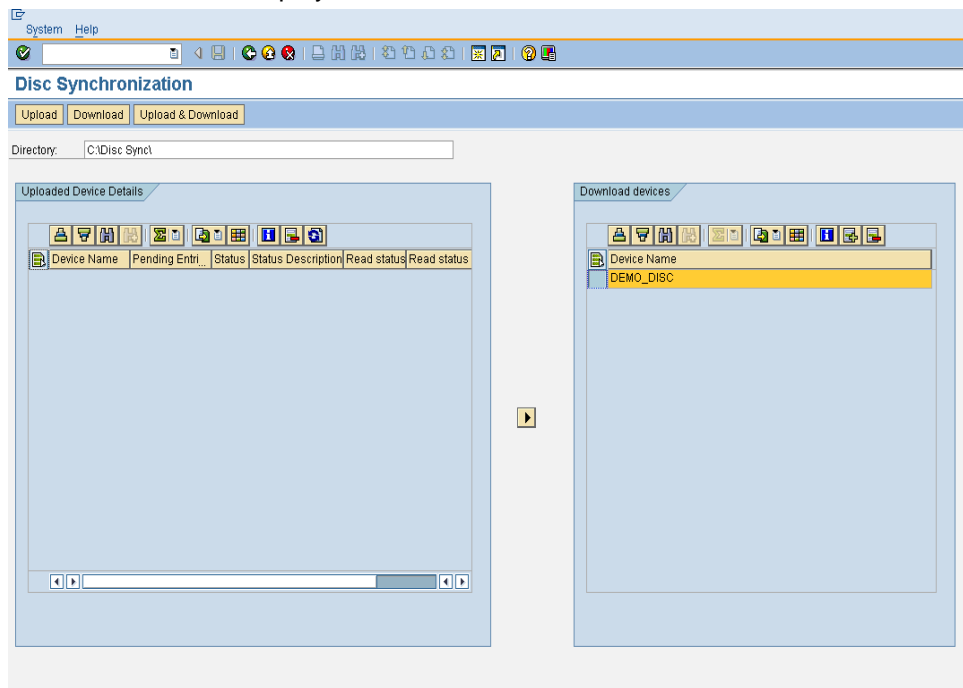 System Help
Disc Synchronization
Upload Download Upload & Download
Directory: C:\Disc Sync\
Uploaded Device Details
Download devices
Device Name Pending Entri... Status Status Description Read status Read status
Device Name
DEMO_DISC